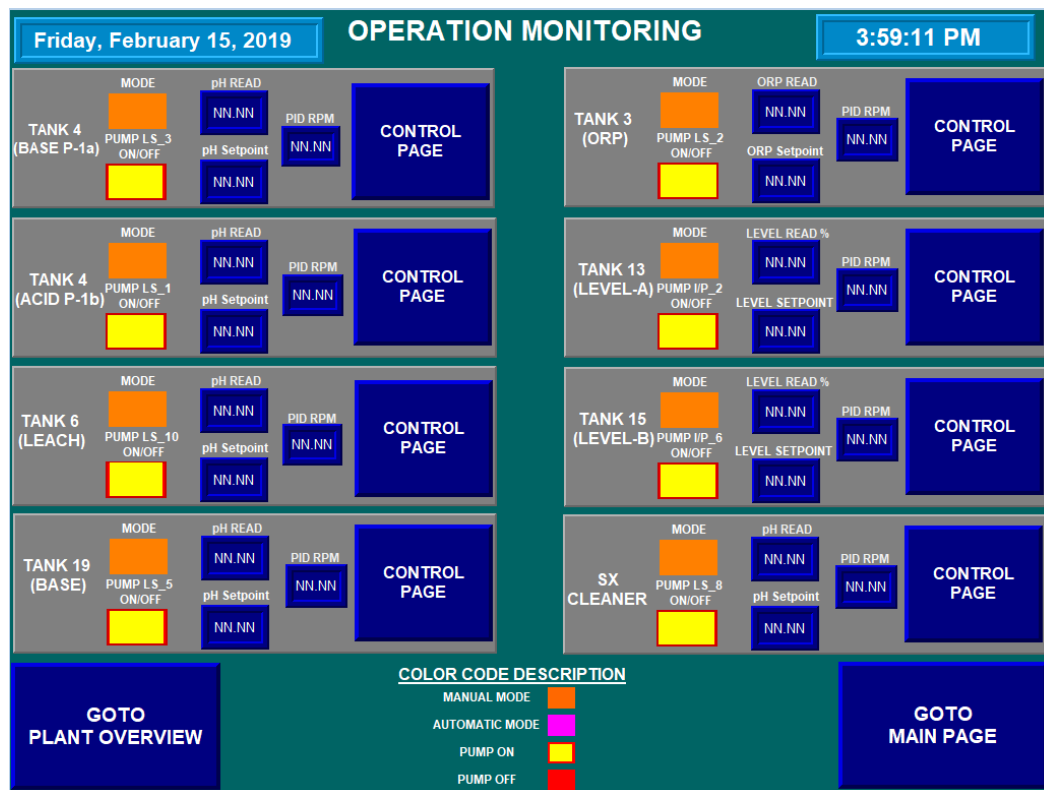 Friday, February 15, 2019
OPERATION MONITORING
3:59:11 PM
TANK 4
(BASE P-1a)
MODE
PUMP LS_3
ON/OFF
pH READ
NN.NN
pH Setpoint
NN.NN
PID RPM
NN.NN
CONTROL
PAGE
TANK 3
(ORP)
MODE
PUMP LS_2
ON/OFF
ORP READ
NN.NN
ORP Setpoint
NN.NN
PID RPM
NN.NN
CONTROL
PAGE
TANK 4
(ACID P-1b)
MODE
PUMP LS_1
ON/OFF
pH READ
NN.NN
pH Setpoint
NN.NN
PID RPM
NN.NN
CONTROL
PAGE
TANK 13
(LEVEL-A)
MODE
PUMP I/P_2
ON/OFF
LEVEL READ %
NN.NN
LEVEL SETPOINT
NN.NN
PID RPM
NN.NN
CONTROL
PAGE
TANK 6
(LEACH)
MODE
PUMP LS_10
ON/OFF
pH READ
NN.NN
pH Setpoint
NN.NN
PID RPM
NN.NN
CONTROL
PAGE
TANK 15
(LEVEL-B)
MODE
PUMP I/P_6
ON/OFF
LEVEL READ %
NN.NN
LEVEL SETPOINT
NN.NN
PID RPM
NN.NN
CONTROL
PAGE
TANK 19
(BASE)
MODE
PUMP LS_5
ON/OFF
pH READ
NN.NN
pH Setpoint
NN.NN
PID RPM
NN.NN
CONTROL
PAGE
SX
CLEANER
MODE
PUMP LS_8
ON/OFF
pH READ
NN.NN
pH Setpoint
NN.NN
PID RPM
NN.NN
CONTROL
PAGE
GOTO
PLANT OVERVIEW
COLOR CODE DESCRIPTION
MANUAL MODE
AUTOMATIC MODE
PUMP ON
PUMP OFF
GOTO
MAIN PAGE